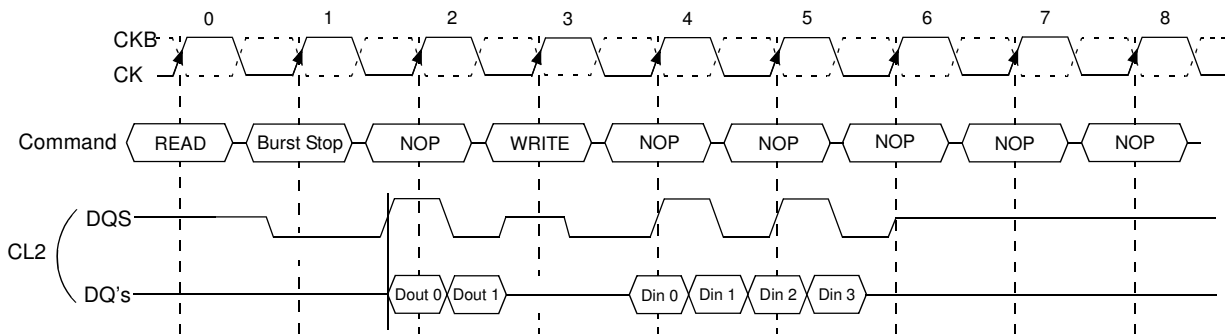 0 1 2 3 4 5 6 7 8
CKB
CK
Command READ Burst Stop NOP WRITE NOP NOP NOP NOP NOP
DQS
CL2
DQ's Dout 0 Dout 1 Din 0 Din 1 Din 2 Din 3